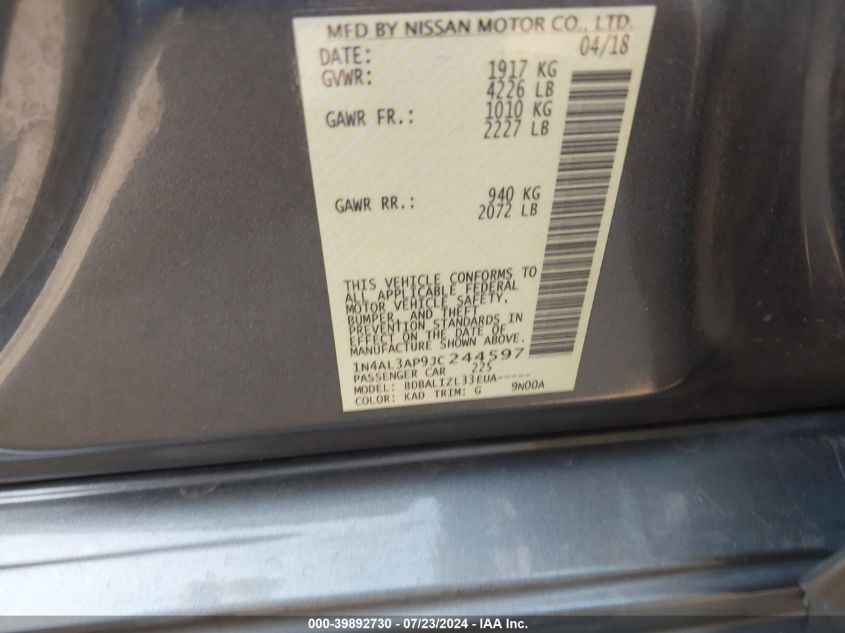 MFD BY NISSAN MOTOR CO., LTD.
DATE: 04/18
GVWR: 1917 KG
4226 LB
GAWR FR.: 1010 KG
2227 LB
GAWR RR.: 940 KG
2072 LB
THIS VEHICLE CONFORMS TO
ALL APPLICABLE FEDERAL
MOTOR VEHICLE SAFETY,
BUMPER, AND THEFT
PREVENTION STANDARDS IN
EFFECT ON THE DATE OF
MANUFACTURE SHOWN ABOVE.
1N4AL3AP9JC244597
PASSENGER CAR 225
MODEL: BDBALIZL33EUA-----
COLOR: KAD TRIM: G 9N00A
000-39892730 - 07/23/2024 - IAA Inc.